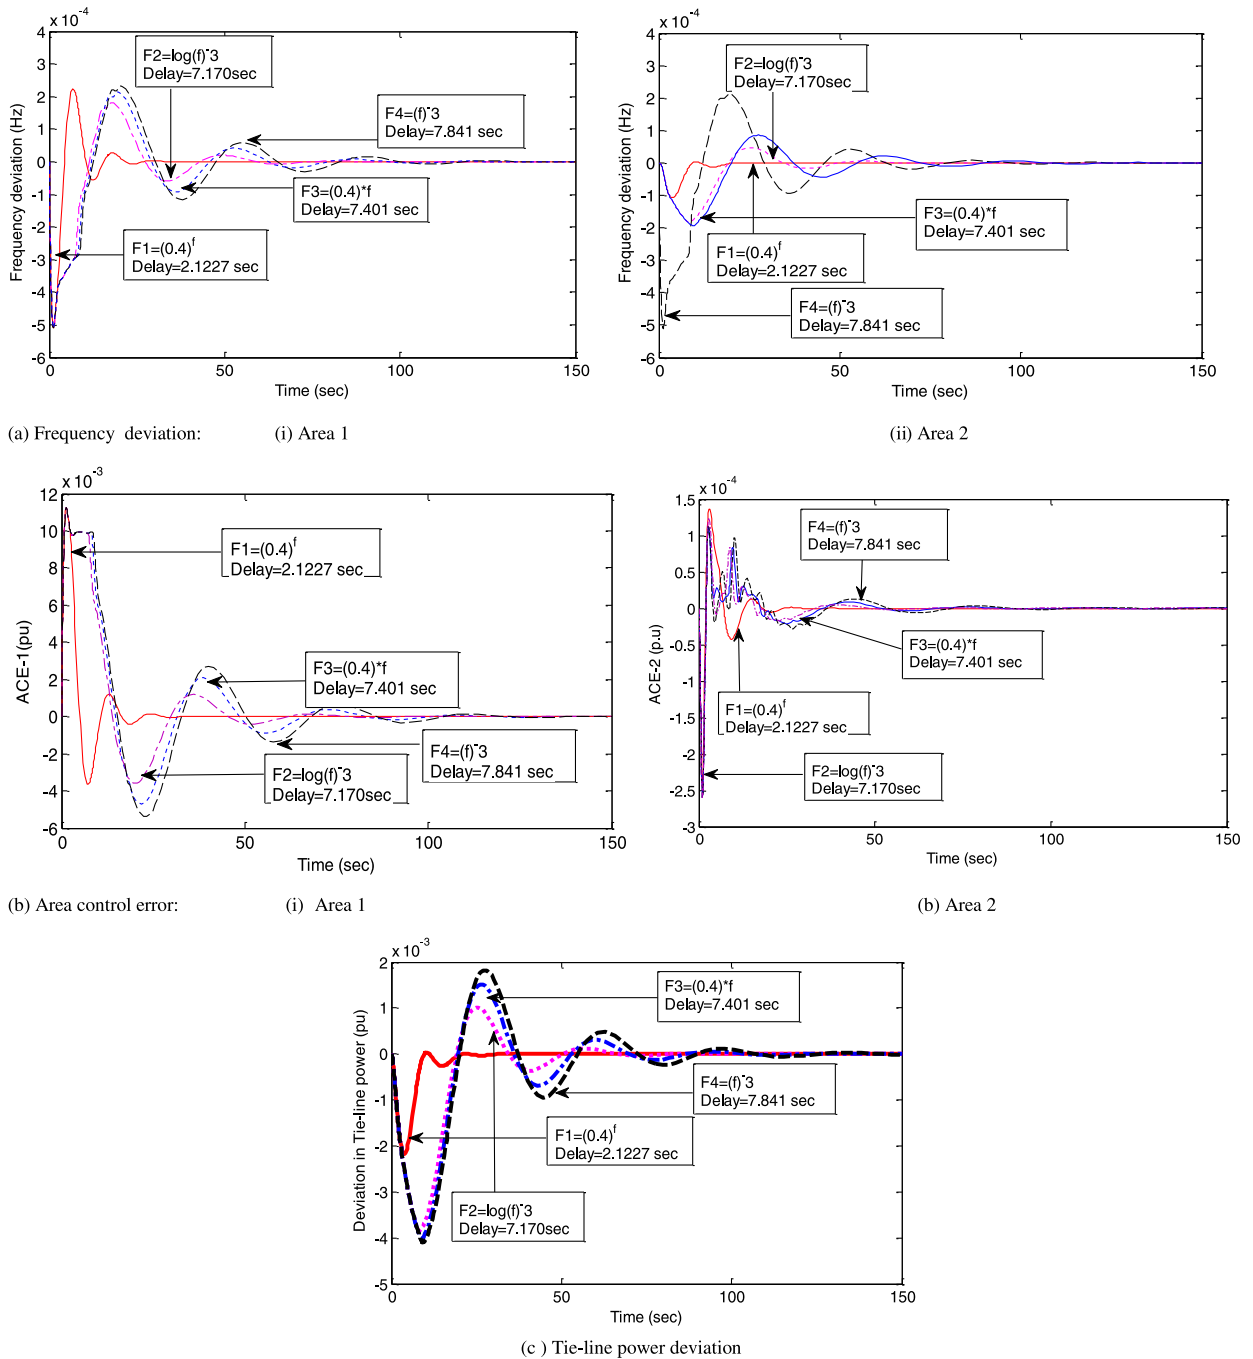 x 10⁻⁴
4
3
2
1
0
-1
-2
-3
-4
-5
-6
0
50
100
150
Frequency deviation (Hz)
Time (sec)
F2=log(f)ˉ3
Delay=7.170sec
F4=(f)ˉ3
Delay=7.841 sec
F3=(0.4)*f
Delay=7.401 sec
F1=(0.4)ᶠ
Delay=2.1227 sec
x 10⁻⁴
4
3
2
1
0
-1
-2
-3
-4
-5
-6
0
50
100
150
Frequency deviation (Hz)
Time (sec)
F2=log(f)ˉ3
Delay=7.170sec
F3=(0.4)*f
Delay=7.401 sec
F1=(0.4)ᶠ
Delay=2.1227 sec
F4=(f)ˉ3
Delay=7.841 sec
(a) Frequency deviation: (i) Area 1
(ii) Area 2
x 10⁻³
12
10
8
6
4
2
0
-2
-4
-6
0
50
100
150
ACE-1(pu)
Time (sec)
F1=(0.4)ᶠ
Delay=2.1227 sec
F3=(0.4)*f
Delay=7.401 sec
F4=(f)ˉ3
Delay=7.841 sec
F2=log(f)ˉ3
Delay=7.170sec
x 10⁻⁴
1.5
1
0.5
0
-0.5
-1
-1.5
-2
-2.5
-3
0
50
100
150
ACE-2 (p.u)
Time (sec)
F4=(f)ˉ3
Delay=7.841 sec
F3=(0.4)*f
Delay=7.401 sec
F1=(0.4)ᶠ
Delay=2.1227 sec
F2=log(f)ˉ3
Delay=7.170sec
(b) Area control error: (i) Area 1
(b) Area 2
x 10⁻³
2
1
0
-1
-2
-3
-4
-5
0
50
100
150
Deviation in Tie-line power (pu)
Time (sec)
F3=(0.4)*f
Delay=7.401 sec
F4=(f)ˉ3
Delay=7.841 sec
F1=(0.4)ᶠ
Delay=2.1227 sec
F2=log(f)ˉ3
Delay=7.170sec
(c ) Tie-line power deviation